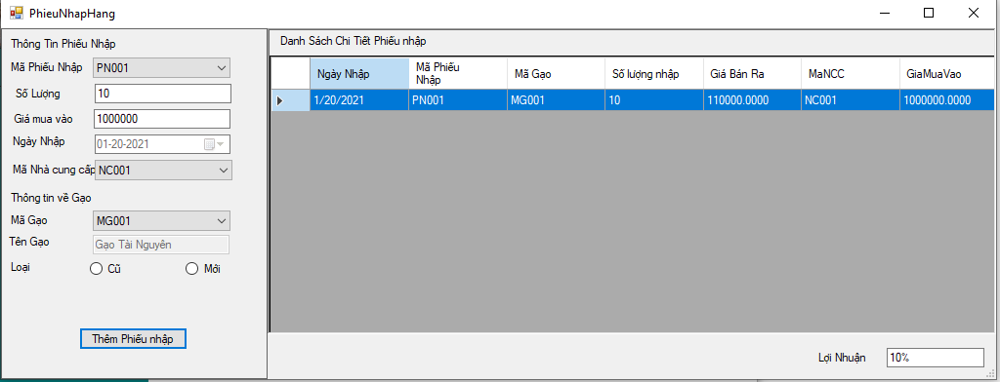 PhieuNhapHang
Thông Tin Phiếu Nhập
Mã Phiếu Nhập PN001
Số Lượng 10
Giá mua vào 1000000
Ngày Nhập 01-20-2021
Mã Nhà cung cấp NC001
Thông tin về Gạo
Mã Gạo MG001
Tên Gạo Gạo Tài Nguyên
Loại Cũ Mới
Thêm Phiếu nhập
Danh Sách Chi Tiết Phiếu nhập
Ngày Nhập Mã Phiếu Nhập Mã Gạo Số lượng nhập Giá Bán Ra MaNCC GiaMuaVao
1/20/2021 PN001 MG001 10 110000.0000 NC001 1000000.0000
Lợi Nhuận 10%